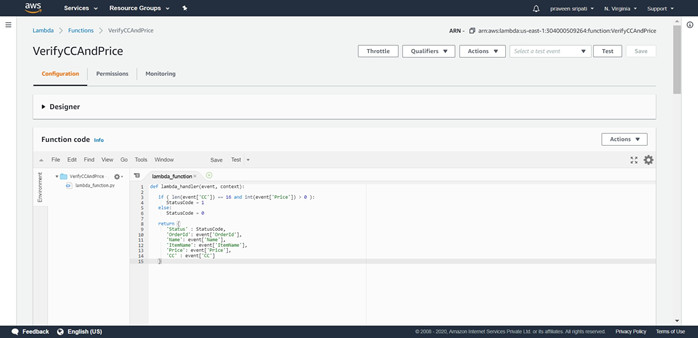 aws Services Resource Groups praveen sripati N. Virginia Support
Lambda Functions VerifyCCAndPrice ARN - arn:aws:lambda:us-east-1:304000509264:function:VerifyCCAndPrice
VerifyCCAndPrice Throttle Qualifiers Actions Select a test event Test Save
Configuration Permissions Monitoring
Designer
Function code Info Actions
File Edit Find View Go Tools Window Save Test
Environment
VerifyCCAndPrice
lambda_function.py
lambda_function
1 def lambda_handler(event, context):
2
3 if ( len(event['CC']) == 16 and int(event['Price']) > 0 ):
4 StatusCode = 1
5 else:
6 StatusCode = 0
7
8 return {
9 'Status' : StatusCode,
10 'OrderId': event['OrderId'],
11 'Name': event['Name'],
12 'ItemName': event['ItemName'],
13 'Price': event['Price'],
14 'CC' : event['CC']
15 }
Feedback English (US) © 2008 - 2020, Amazon Internet Services Private Ltd. or its affiliates. All rights reserved. Privacy Policy Terms of Use